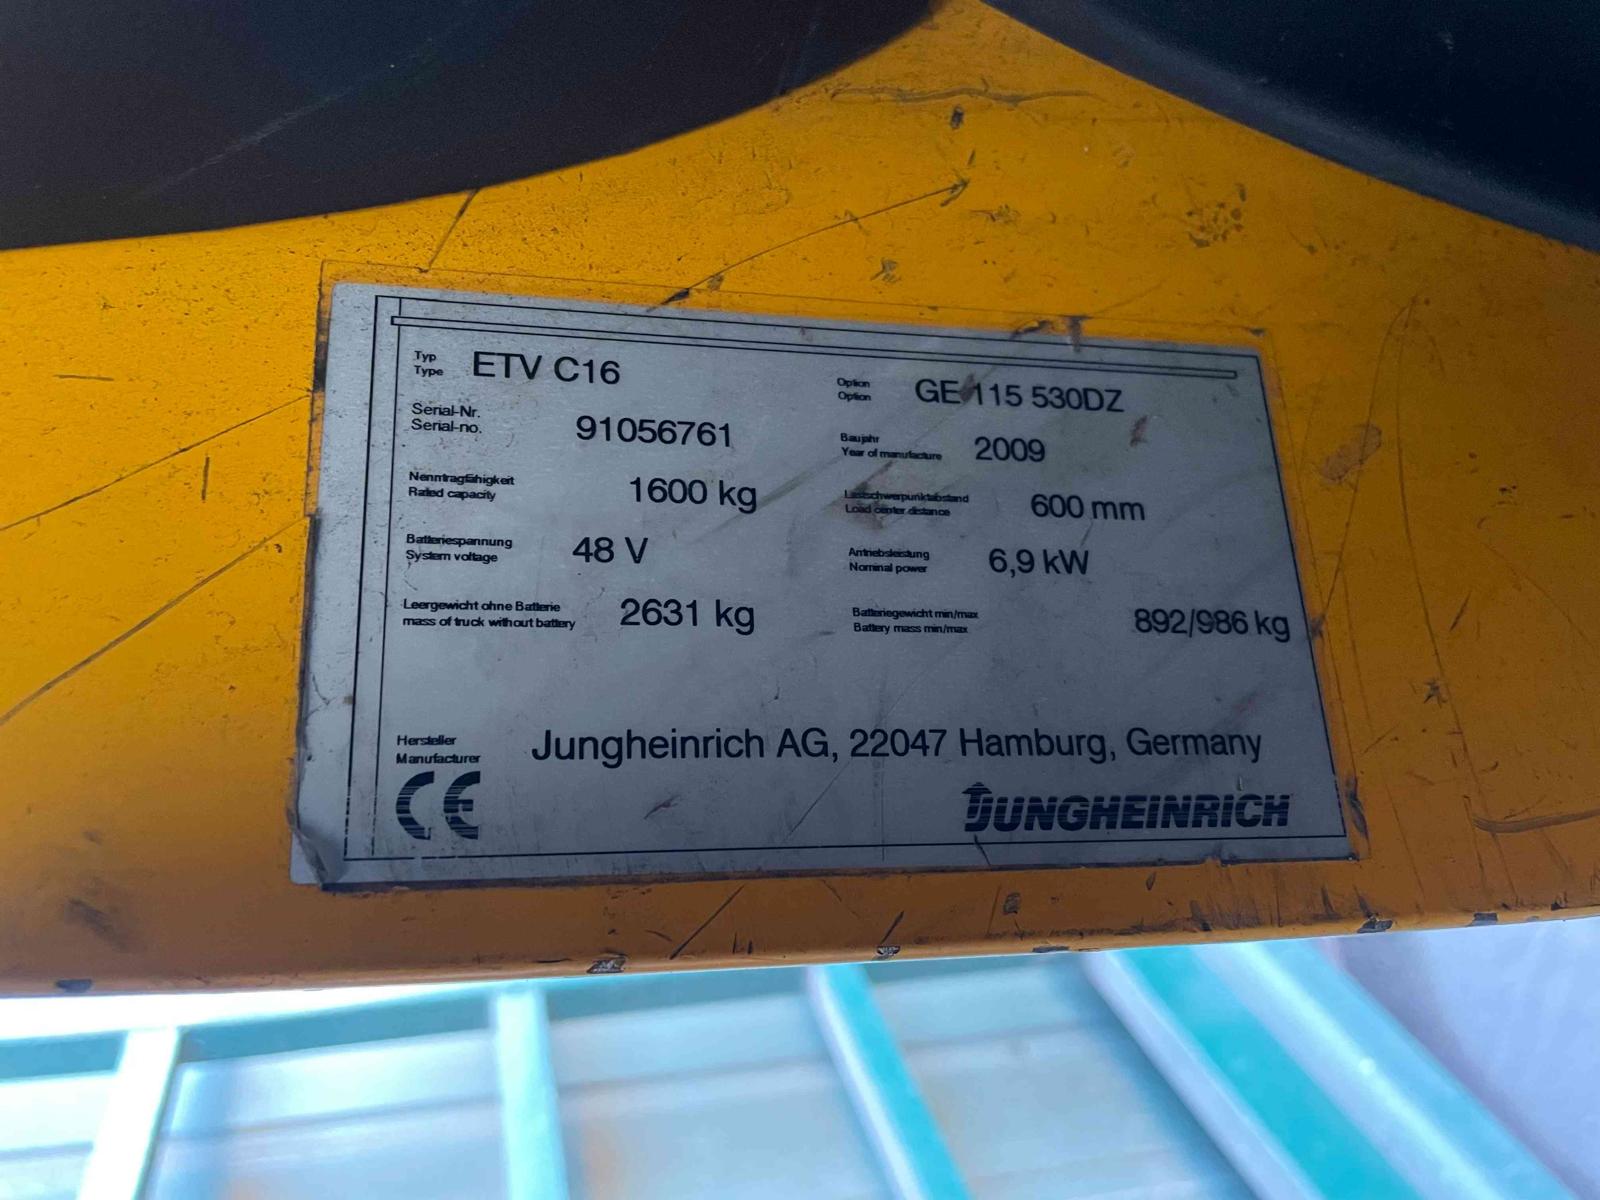 Typ
Type ETV C16
Option
Option GE 115 530DZ
Serial-Nr.
Serial-no. 91056761
Baujahr
Year of manufacture 2009
Nenntragfähigkeit
Rated capacity 1600 kg
Lastschwerpunktabstand
Load center distance 600 mm
Batteriespannung
System voltage 48 V
Antriebsleistung
Nominal power 6,9 kW
Leergewicht ohne Batterie
mass of truck without battery 2631 kg
Batteriegewicht min/max
Battery mass min/max 892/986 kg
Hersteller
Manufacturer Jungheinrich AG, 22047 Hamburg, Germany
CE
JUNGHEINRICH